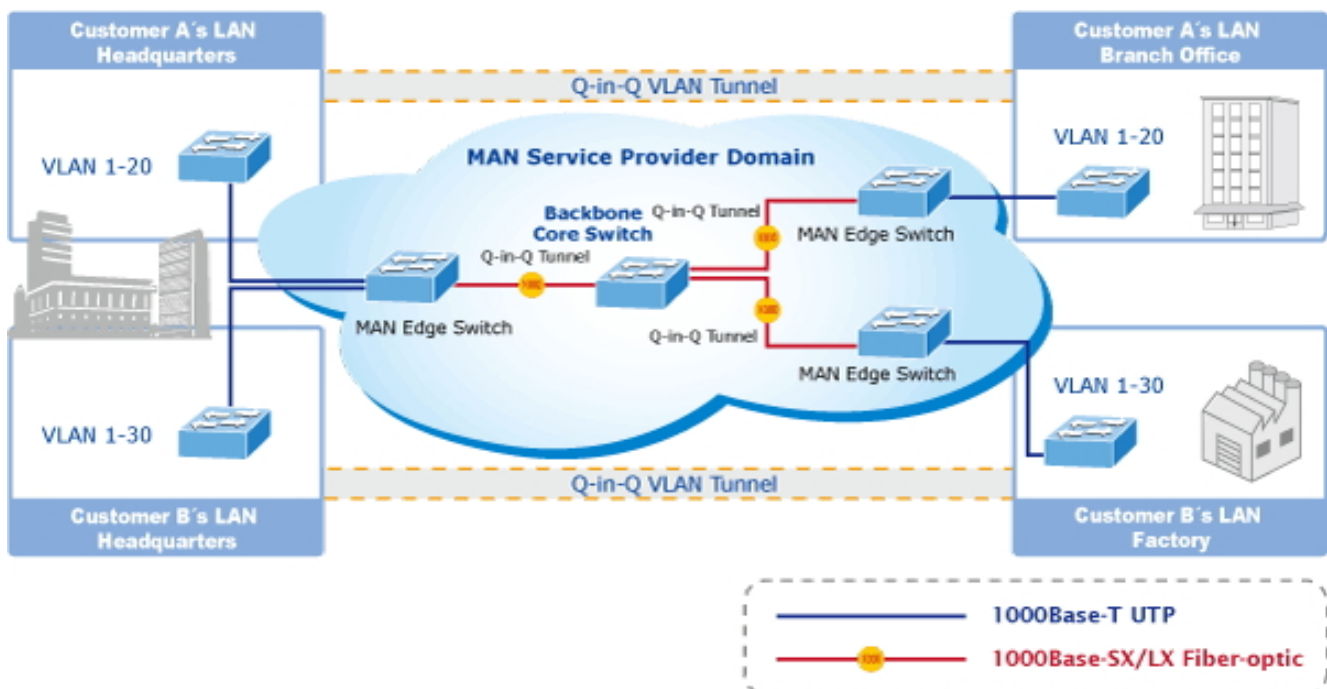 Customer A´s LAN
Headquarters
Customer A´s LAN
Branch Office
Q-in-Q VLAN Tunnel
VLAN 1-20
VLAN 1-20
MAN Service Provider Domain
Backbone
Core Switch
Q-in-Q Tunnel
Q-in-Q Tunnel
MAN Edge Switch
MAN Edge Switch
Q-in-Q Tunnel
MAN Edge Switch
VLAN 1-30
VLAN 1-30
Q-in-Q VLAN Tunnel
Customer B´s LAN
Headquarters
Customer B´s LAN
Factory
1000Base-T UTP
1000Base-SX/LX Fiber-optic